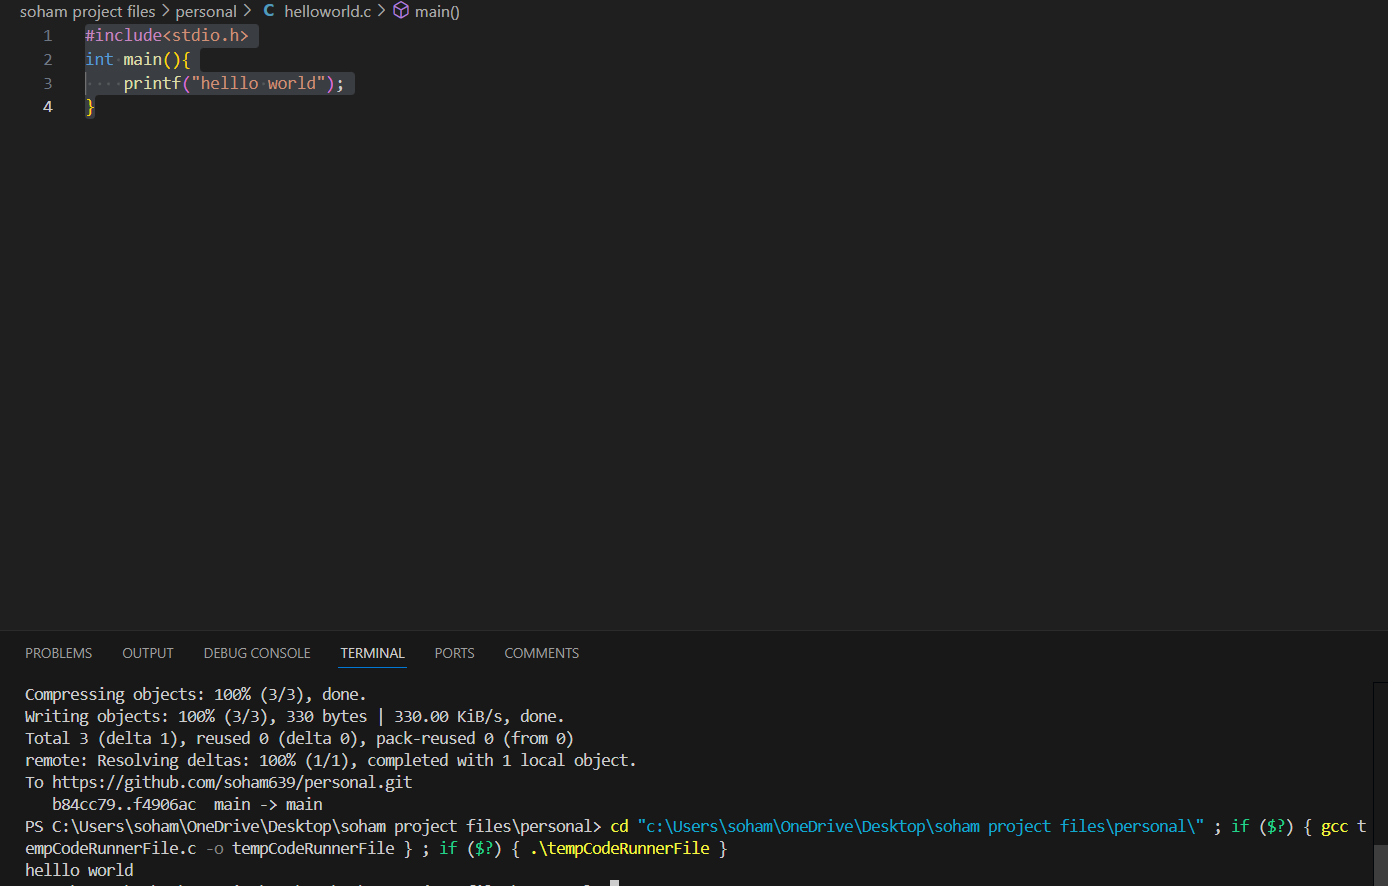 soham project files > personal > C helloworld.c > main()
1 #include<stdio.h>
2 int main(){
3     printf("helllo world");
4 }
PROBLEMS OUTPUT DEBUG CONSOLE TERMINAL PORTS COMMENTS
Compressing objects: 100% (3/3), done.
Writing objects: 100% (3/3), 330 bytes | 330.00 KiB/s, done.
Total 3 (delta 1), reused 0 (delta 0), pack-reused 0 (from 0)
remote: Resolving deltas: 100% (1/1), completed with 1 local object.
To https://github.com/soham639/personal.git
   b84cc79..f4906ac  main -> main
PS C:\Users\soham\OneDrive\Desktop\soham project files\personal> cd "c:\Users\soham\OneDrive\Desktop\soham project files\personal\" ; if ($?) { gcc t
empCodeRunnerFile.c -o tempCodeRunnerFile } ; if ($?) { .\tempCodeRunnerFile }
helllo world